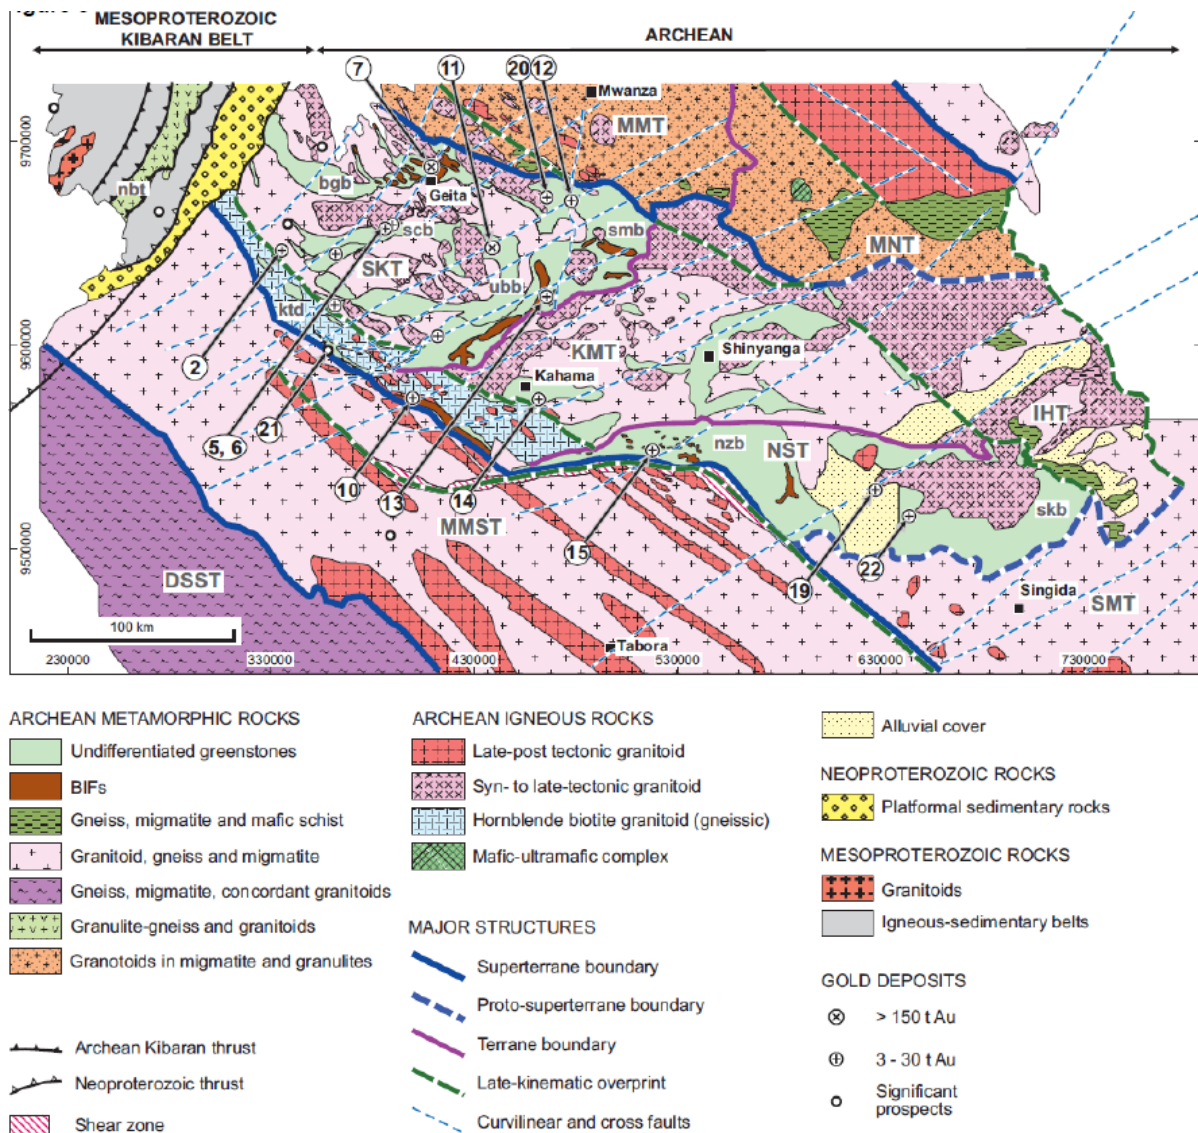 MESOPROTEROZOIC
KIBARAN BELT
ARCHEAN
7
11
20
12
Mwanza
MMT
9700000
nbt
bgb
Geita
scb
smb
MNT
SKT
ubb
ktd
9600000
KMT
Shinyanga
2
Kahama
IHT
5, 6
21
nzb
NST
10
13
14
skb
MMST
9500000
15
19
22
DSST
Singida
SMT
100 km
Tabora
230000
330000
430000
530000
630000
730000
ARCHEAN METAMORPHIC ROCKS
Undifferentiated greenstones
BIFs
Gneiss, migmatite and mafic schist
Granitoid, gneiss and migmatite
Gneiss, migmatite, concordant granitoids
Granulite-gneiss and granitoids
Granotoids in migmatite and granulites
Archean Kibaran thrust
Neoproterozoic thrust
Shear zone
ARCHEAN IGNEOUS ROCKS
Late-post tectonic granitoid
Syn- to late-tectonic granitoid
Hornblende biotite granitoid (gneissic)
Mafic-ultramafic complex
MAJOR STRUCTURES
Superterrane boundary
Proto-superterrane boundary
Terrane boundary
Late-kinematic overprint
Curvilinear and cross faults
Alluvial cover
NEOPROTEROZOIC ROCKS
Platformal sedimentary rocks
MESOPROTEROZOIC ROCKS
Granitoids
Igneous-sedimentary belts
GOLD DEPOSITS
> 150 t Au
3 - 30 t Au
Significant
prospects